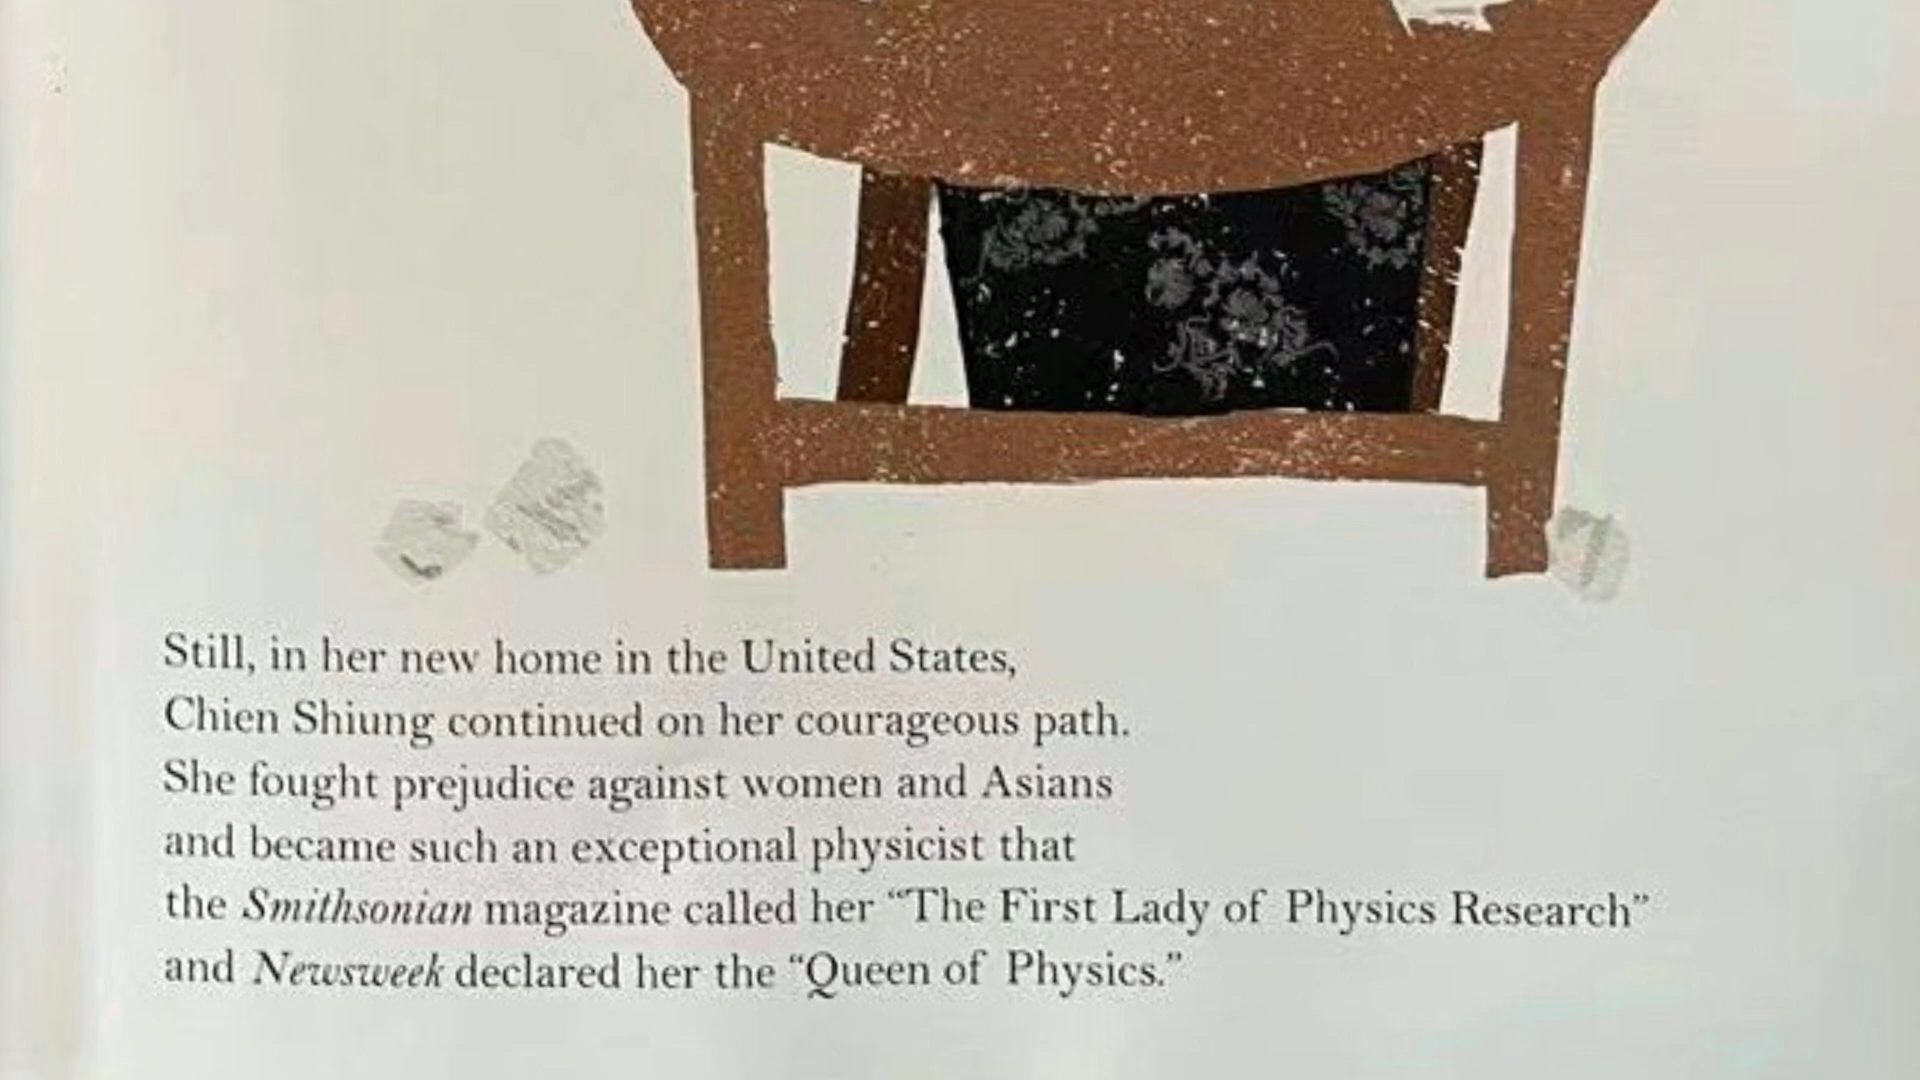 Still, in her new home in the United States,
Chien Shiung continued on her courageous path.
She fought prejudice against women and Asians
and became such an exceptional physicist that
the Smithsonian magazine called her “The First Lady of Physics Research”
and Newsweek declared her the “Queen of Physics.”